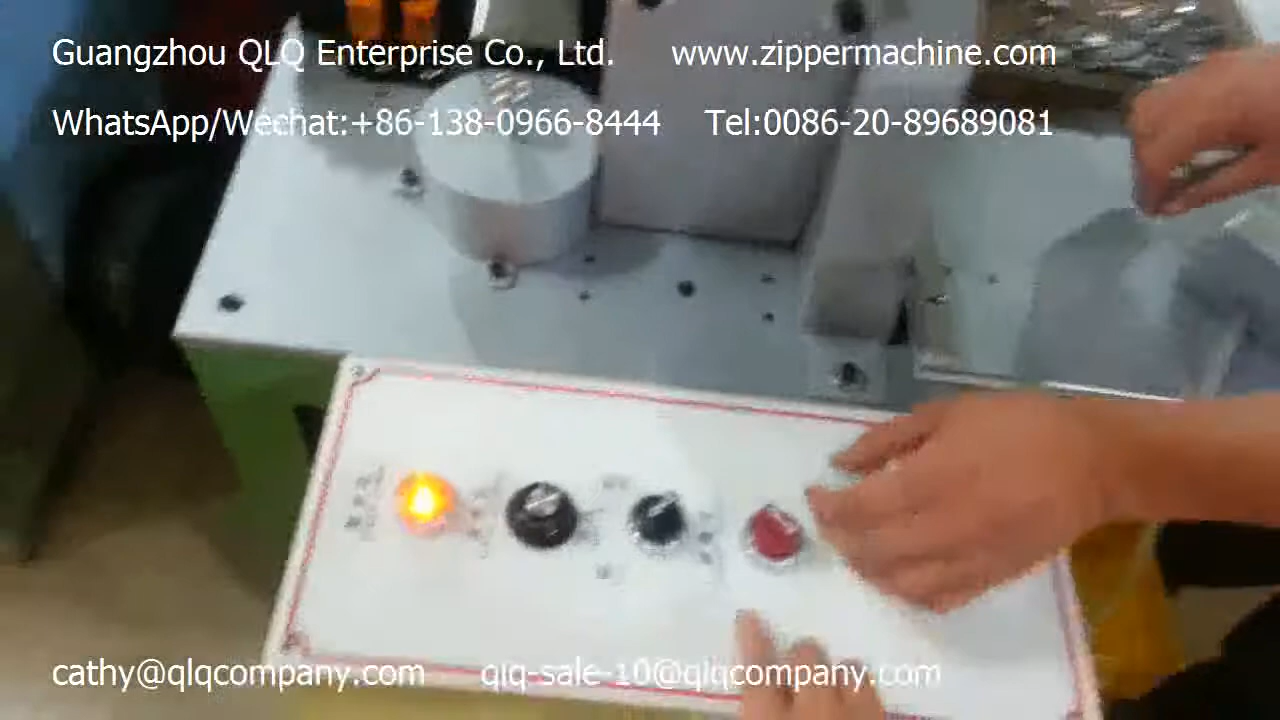 Guangzhou QLQ Enterprise Co., Ltd. www.zippermachine.com
WhatsApp/Wechat:+86-138-0966-8444 Tel:0086-20-89689081
cathy@qlqcompany.com qlq-sale-10@qlqcompany.com